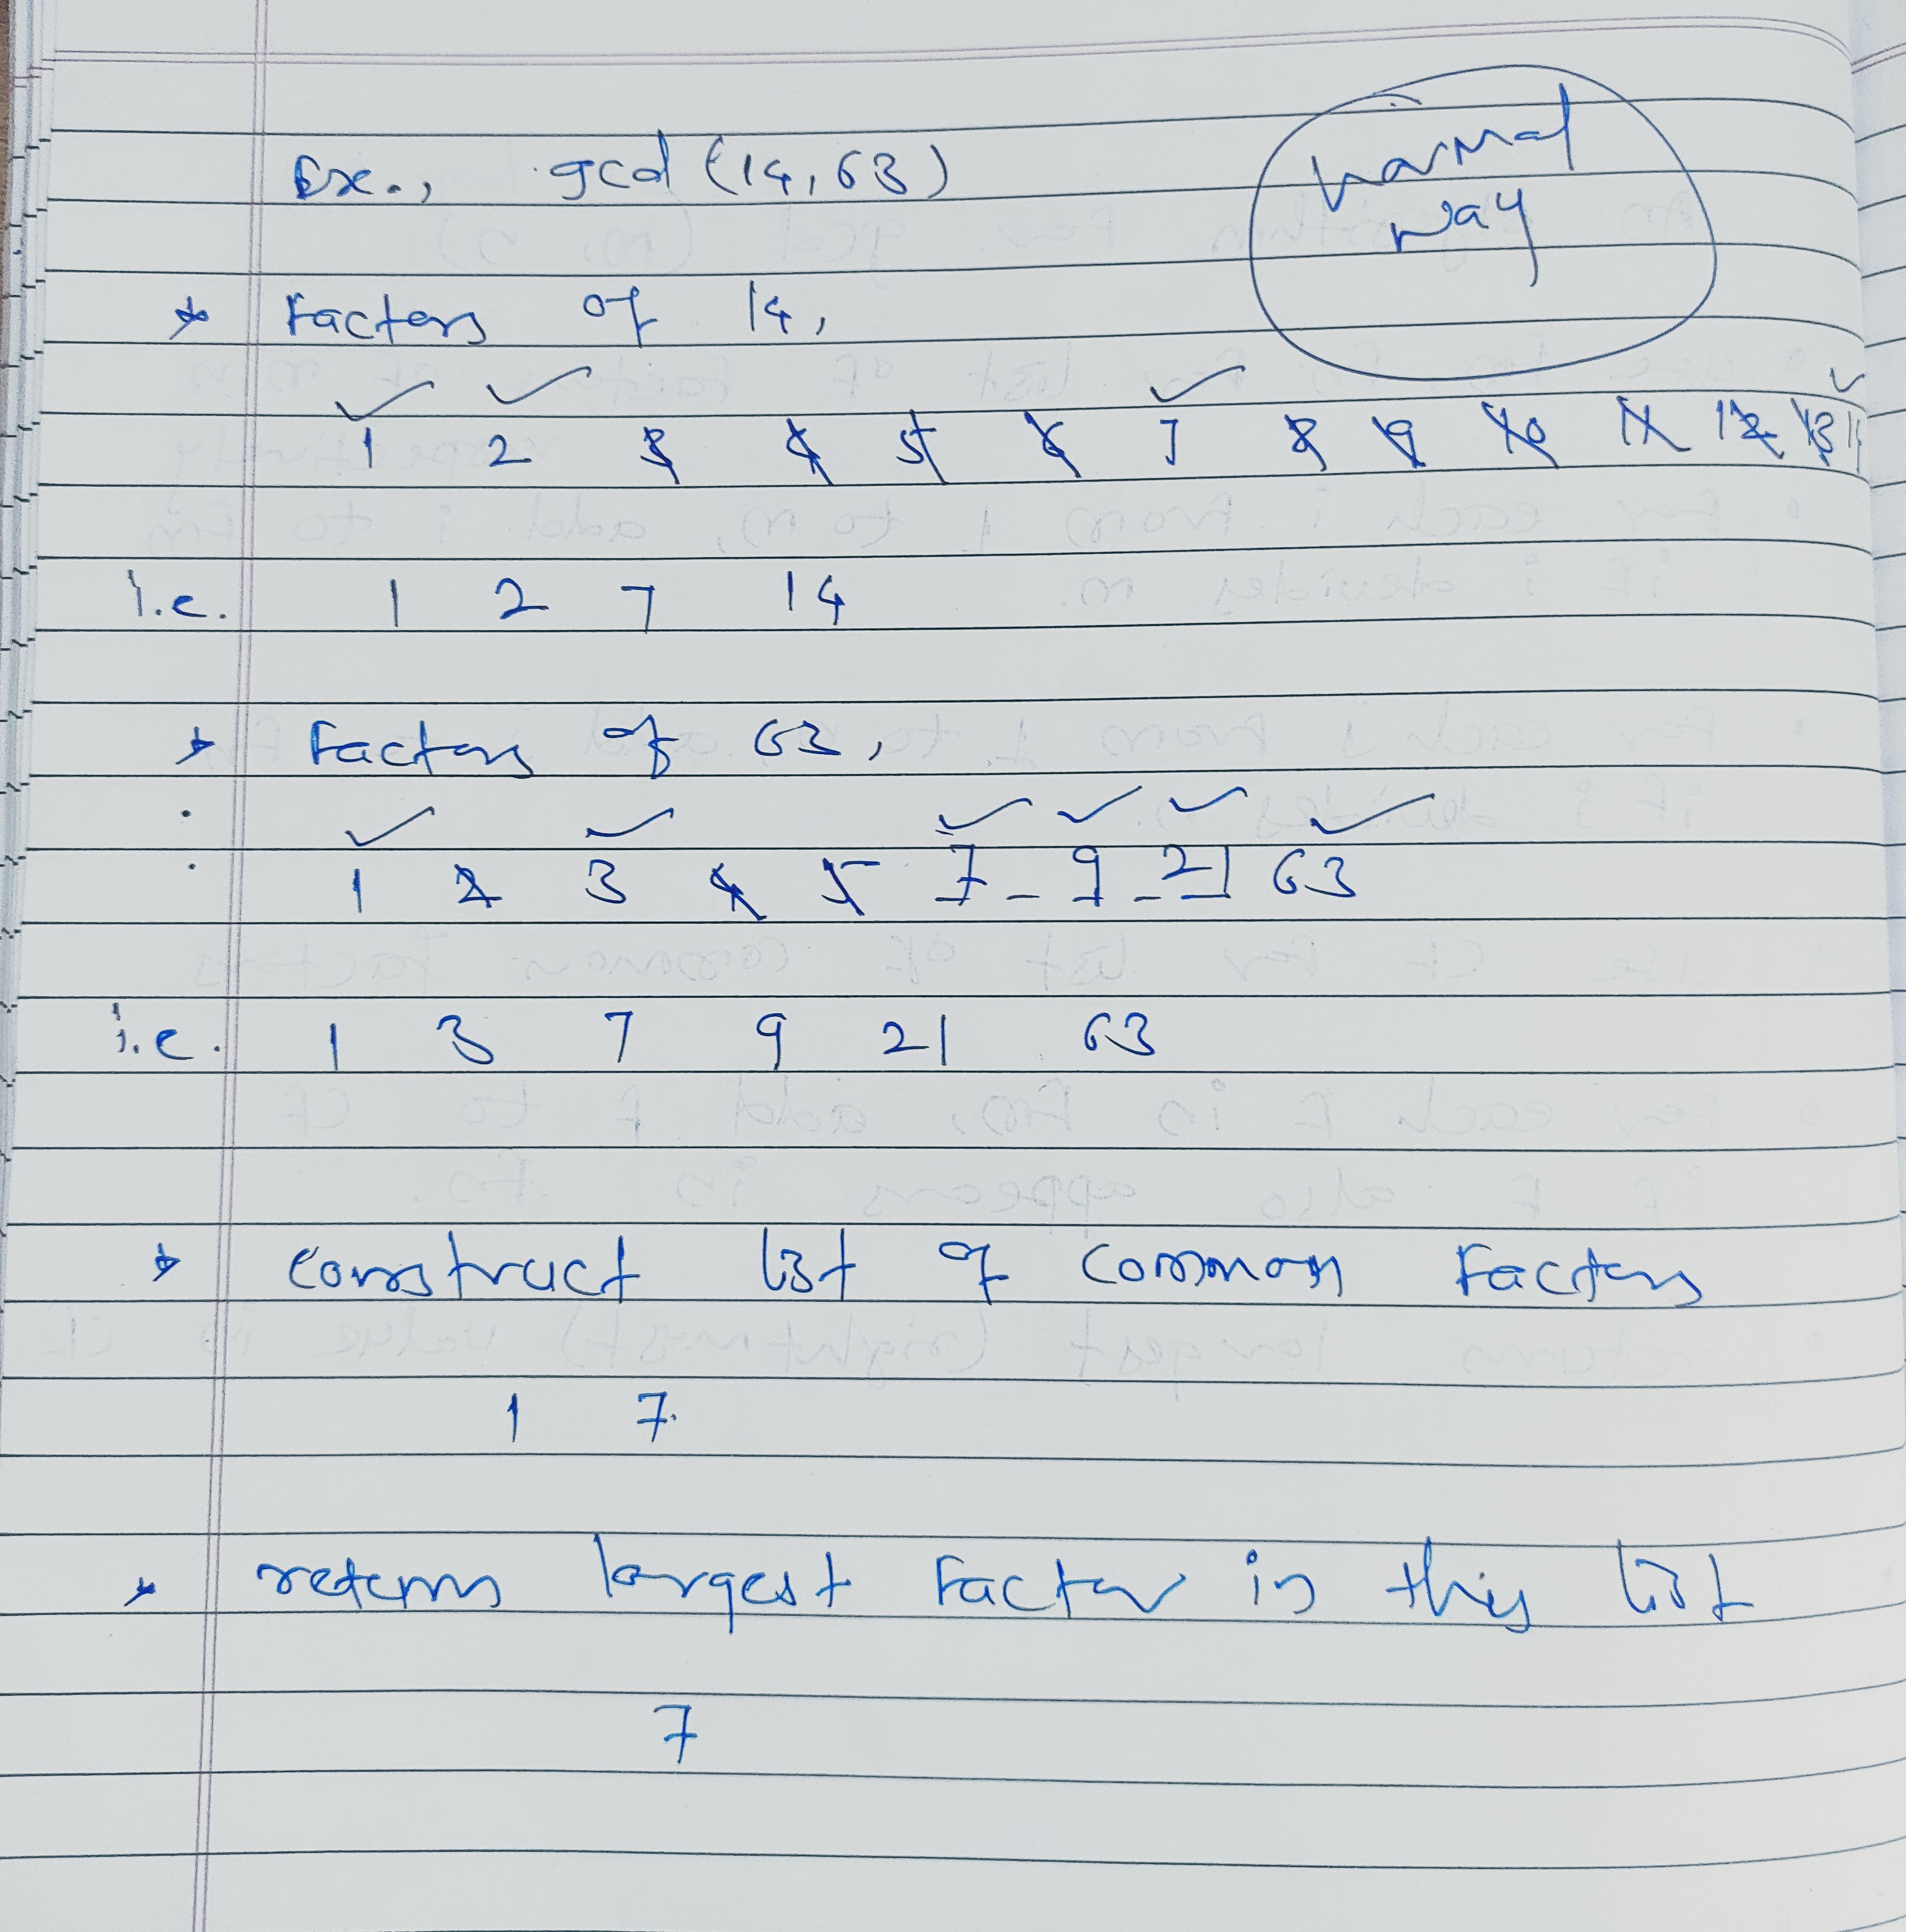 Ex., gcd (14, 63)
normal
way
* Factors of 14,
1 2 3 4 5 6 7 8 9 10 11 12 13
i.e. 1 2 7 14
* Factors of 63,
1 2 3 4 5 7 - 9 - 21 63
i.e. 1 3 7 9 21 63
* construct list of common Factors
1 7
* return largest Factor in this list
7